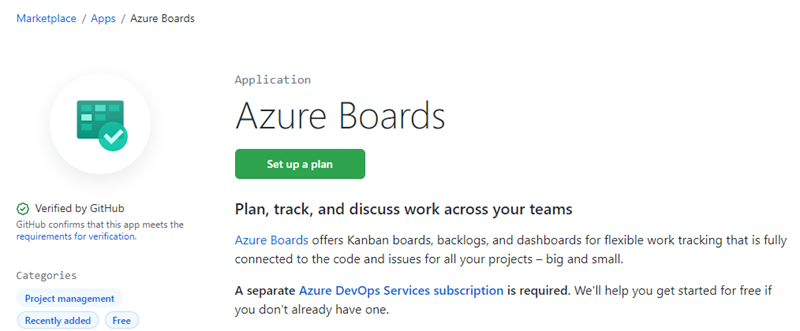 Marketplace / Apps / Azure Boards
Application
Azure Boards
Set up a plan
Verified by GitHub
GitHub confirms that this app meets the
requirements for verification.
Categories
Project management
Recently added Free
Plan, track, and discuss work across your teams
Azure Boards offers Kanban boards, backlogs, and dashboards for flexible work tracking that is fully
connected to the code and issues for all your projects – big and small.
A separate Azure DevOps Services subscription is required. We'll help you get started for free if
you don't already have one.